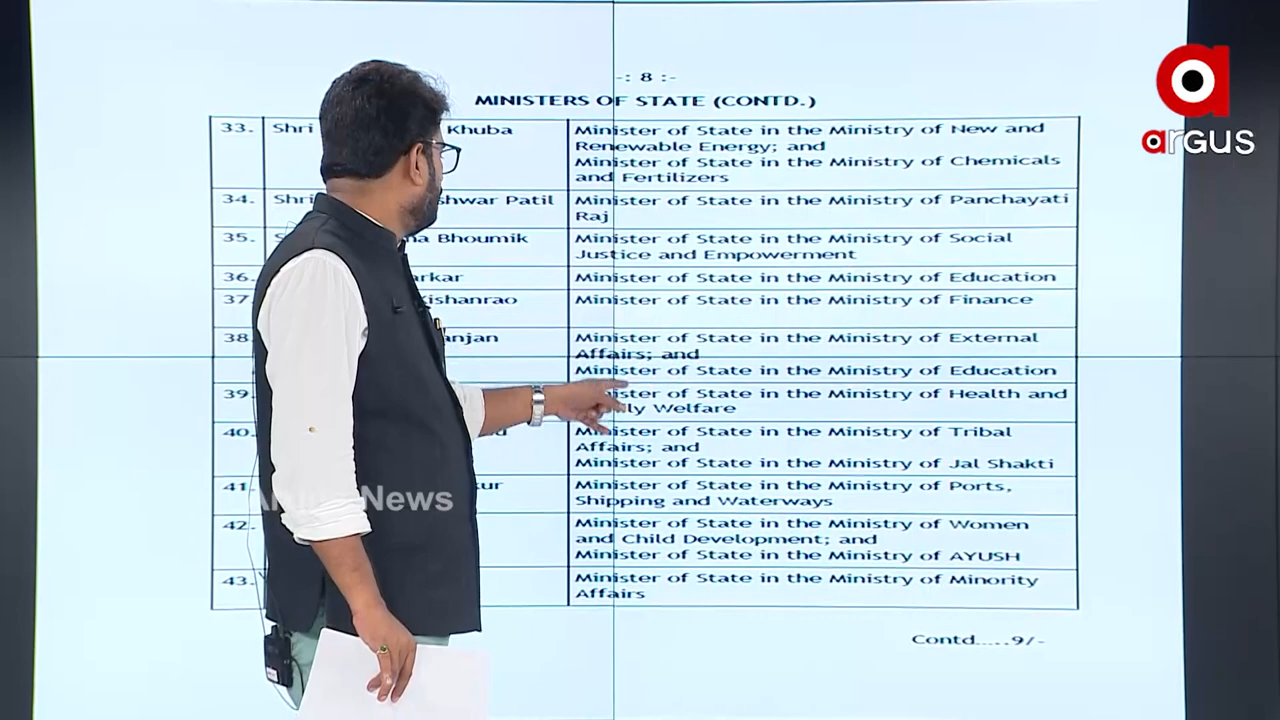 argus
-: 8 :-
MINISTERS OF STATE (CONTD.)
33. Shri Khuba Minister of State in the Ministry of New and
Renewable Energy; and
Minister of State in the Ministry of Chemicals
and Fertilizers
34. Shri shwar Patil Minister of State in the Ministry of Panchayati
Raj
35. Bhoumik Minister of State in the Ministry of Social
Justice and Empowerment
36. arkar Minister of State in the Ministry of Education
37. Kishanrao Minister of State in the Ministry of Finance
38. anjan Minister of State in the Ministry of External
Affairs; and
Minister of State in the Ministry of Education
39. ister of State in the Ministry of Health and
ly Welfare
40. Minister of State in the Ministry of Tribal
Affairs; and
Minister of State in the Ministry of Jal Shakti
41. kur Minister of State in the Ministry of Ports,
Shipping and Waterways
42. Minister of State in the Ministry of Women
and Child Development; and
Minister of State in the Ministry of AYUSH
43. Minister of State in the Ministry of Minority
Affairs
Contd.....9/-
News